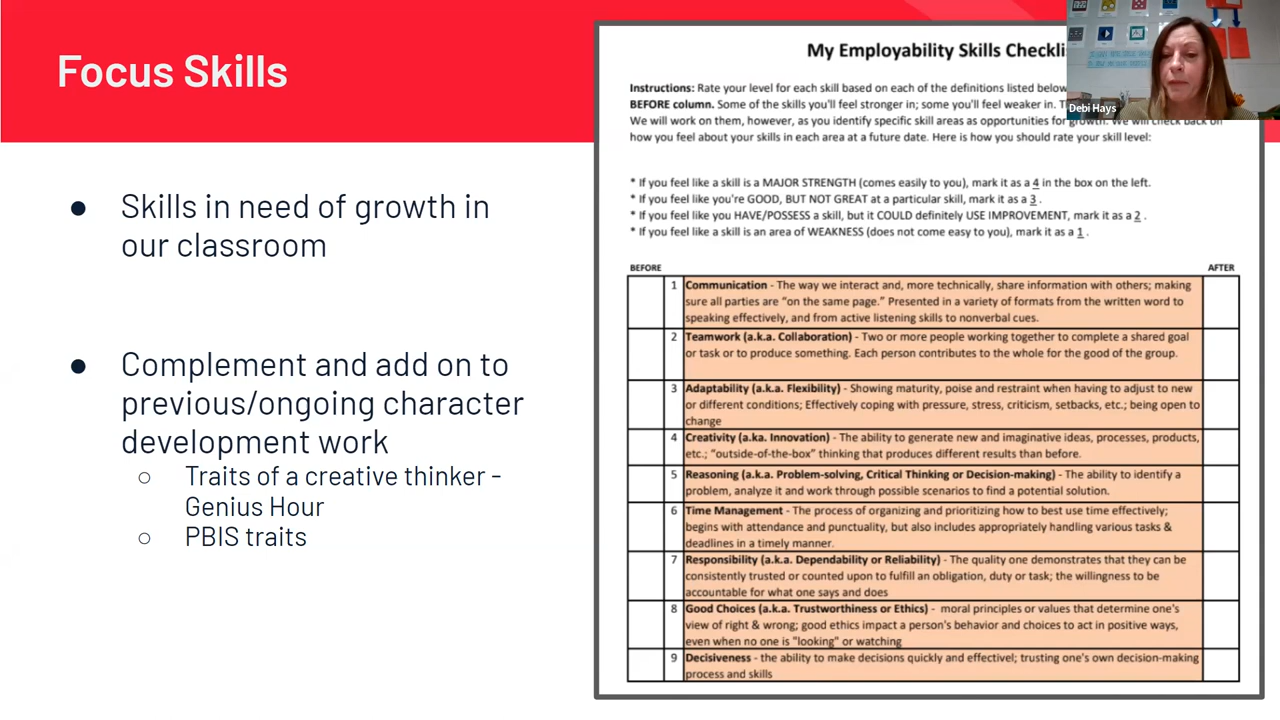 Focus Skills
● Skills in need of growth in
our classroom
● Complement and add on to
previous/ongoing character
development work
○ Traits of a creative thinker -
Genius Hour
○ PBIS traits
My Employability Skills Checkli
Instructions: Rate your level for each skill based on each of the definitions listed below
BEFORE column. Some of the skills you'll feel stronger in; some you'll feel weaker in.
We will work on them, however, as you identify specific skill areas as opportunities for growth. We will check back on
how you feel about your skills in each area at a future date. Here is how you should rate your skill level:
* If you feel like a skill is a MAJOR STRENGTH (comes easily to you), mark it as a 4 in the box on the left.
* If you feel like you're GOOD, BUT NOT GREAT at a particular skill, mark it as a 3 .
* If you feel like you HAVE/POSSESS a skill, but it COULD definitely USE IMPROVEMENT, mark it as a 2 .
* If you feel like a skill is an area of WEAKNESS (does not come easy to you), mark it as a 1 .
BEFORE AFTER
1 Communication - The way we interact and, more technically, share information with others; making
sure all parties are "on the same page." Presented in a variety of formats from the written word to
speaking effectively, and from active listening skills to nonverbal cues.
2 Teamwork (a.k.a. Collaboration) - Two or more people working together to complete a shared goal
or task or to produce something. Each person contributes to the whole for the good of the group.
3 Adaptability (a.k.a. Flexibility) - Showing maturity, poise and restraint when having to adjust to new
or different conditions; Effectively coping with pressure, stress, criticism, setbacks, etc.; being open to
change
4 Creativity (a.ka. Innovation) - The ability to generate new and imaginative ideas, processes, products,
etc.; "outside-of-the-box" thinking that produces different results than before.
5 Reasoning (a.k.a. Problem-solving, Critical Thinking or Decision-making) - The ability to identify a
problem, analyze it and work through possible scenarios to find a potential solution.
6 Time Management - The process of organizing and prioritizing how to best use time effectively;
begins with attendance and punctuality, but also includes appropriately handling various tasks &
deadlines in a timely manner.
7 Responsibility (a.k.a. Dependability or Reliability) - The quality one demonstrates that they can be
consistently trusted or counted upon to fulfill an obligation, duty or task; the willingness to be
accountable for what one says and does
8 Good Choices (a.k.a. Trustworthiness or Ethics) - moral principles or values that determine one's
view of right & wrong; good ethics impact a person's behavior and choices to act in positive ways,
even when no one is "looking" or watching
9 Decisiveness - the ability to make decisions quickly and effectivel; trusting one's own decision-making
process and skills
Debi Hays